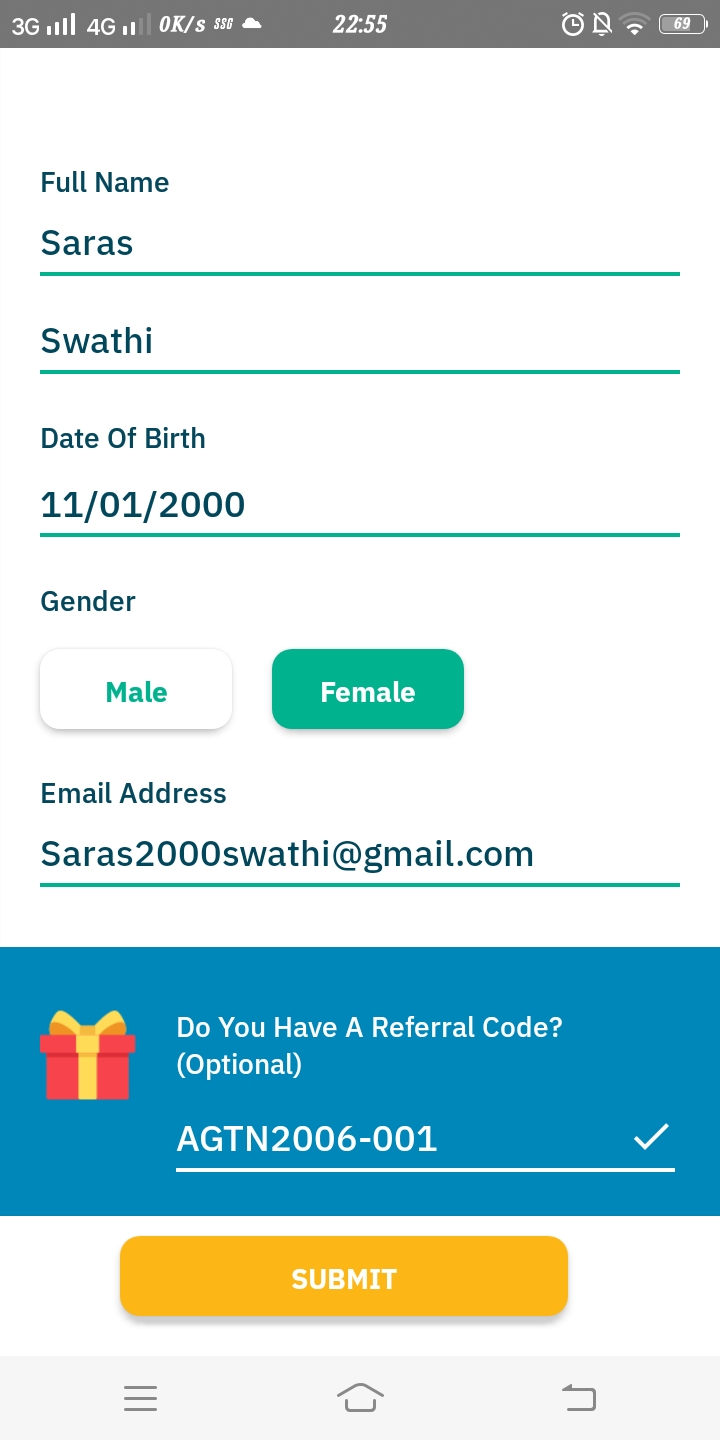 3G 4G 0K/s SSG 22:55 69
Full Name
Saras
Swathi
Date Of Birth
11/01/2000
Gender
Male Female
Email Address
Saras2000swathi@gmail.com
Do You Have A Referral Code?
(Optional)
AGTN2006-001
SUBMIT